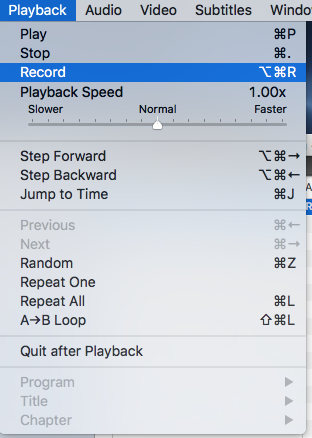 Playback Audio Video Subtitles Windo
Play ⌘P
Stop ⌘.
Record ⌥⌘R
Playback Speed 1.00x
Slower Normal Faster
Step Forward ⌥⌘→
Step Backward ⌥⌘←
Jump to Time ⌘J
Previous ⌘←
Next ⌘→
Random ⌘Z
Repeat One
Repeat All ⌘L
A→B Loop ⇧⌘L
Quit after Playback
Program ▶
Title ▶
Chapter ▶